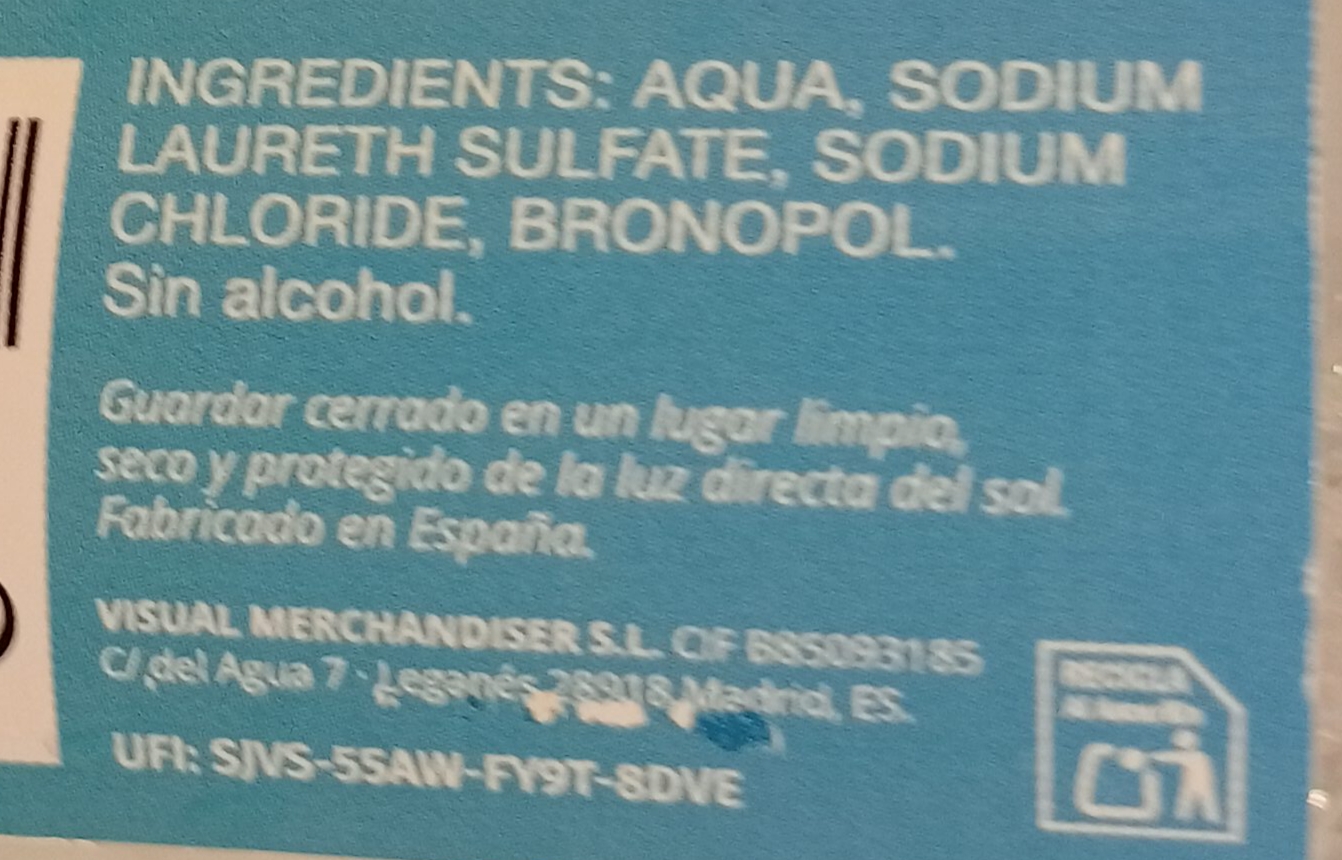 INGREDIENTS: AQUA, SODIUM
LAURETH SULFATE, SODIUM
CHLORIDE, BRONOPOL.
Sin alcohol.
Guardar cerrado en un lugar limpio,
seco y protegido de la luz directa del sol.
Fabricado en España.
VISUAL MERCHANDISER S.L. CIF B85093185
C/ del Agua 7 · Leganés 28918 Madrid, ES.
UFI: SJVS-5SAW-FY9T-8DVE
RECICLA